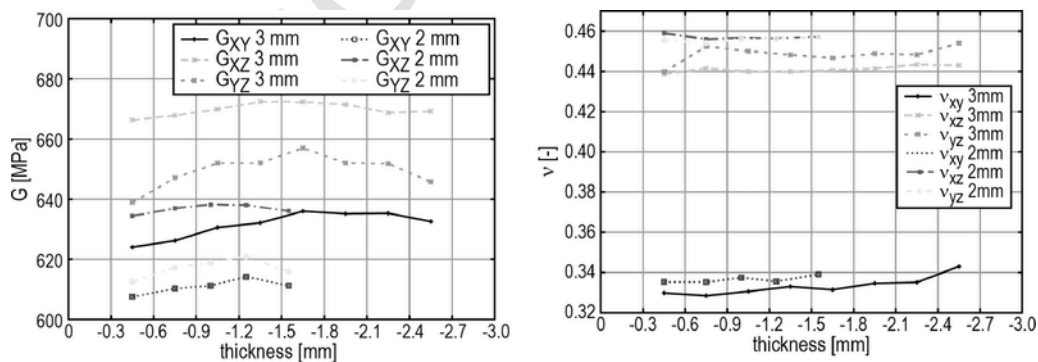 700
680
660
640
620
600
G [MPa]
G_XY 3 mm
G_XZ 3 mm
G_YZ 3 mm
G_XY 2 mm
G_XZ 2 mm
G_YZ 2 mm
0 -0.3 -0.6 -0.9 -1.2 -1.5 -1.8 -2.1 -2.4 -2.7 -3.0
thickness [mm]
0.46
0.44
0.42
0.40
0.38
0.36
0.34
0.32
ν [-]
ν_xy 3mm
ν_xz 3mm
ν_yz 3mm
ν_xy 2mm
ν_xz 2mm
ν_yz 2mm
0 -0.3 -0.6 -0.9 -1.2 -1.5 -1.8 -2.1 -2.4 -2.7 -3.0
thickness [mm]